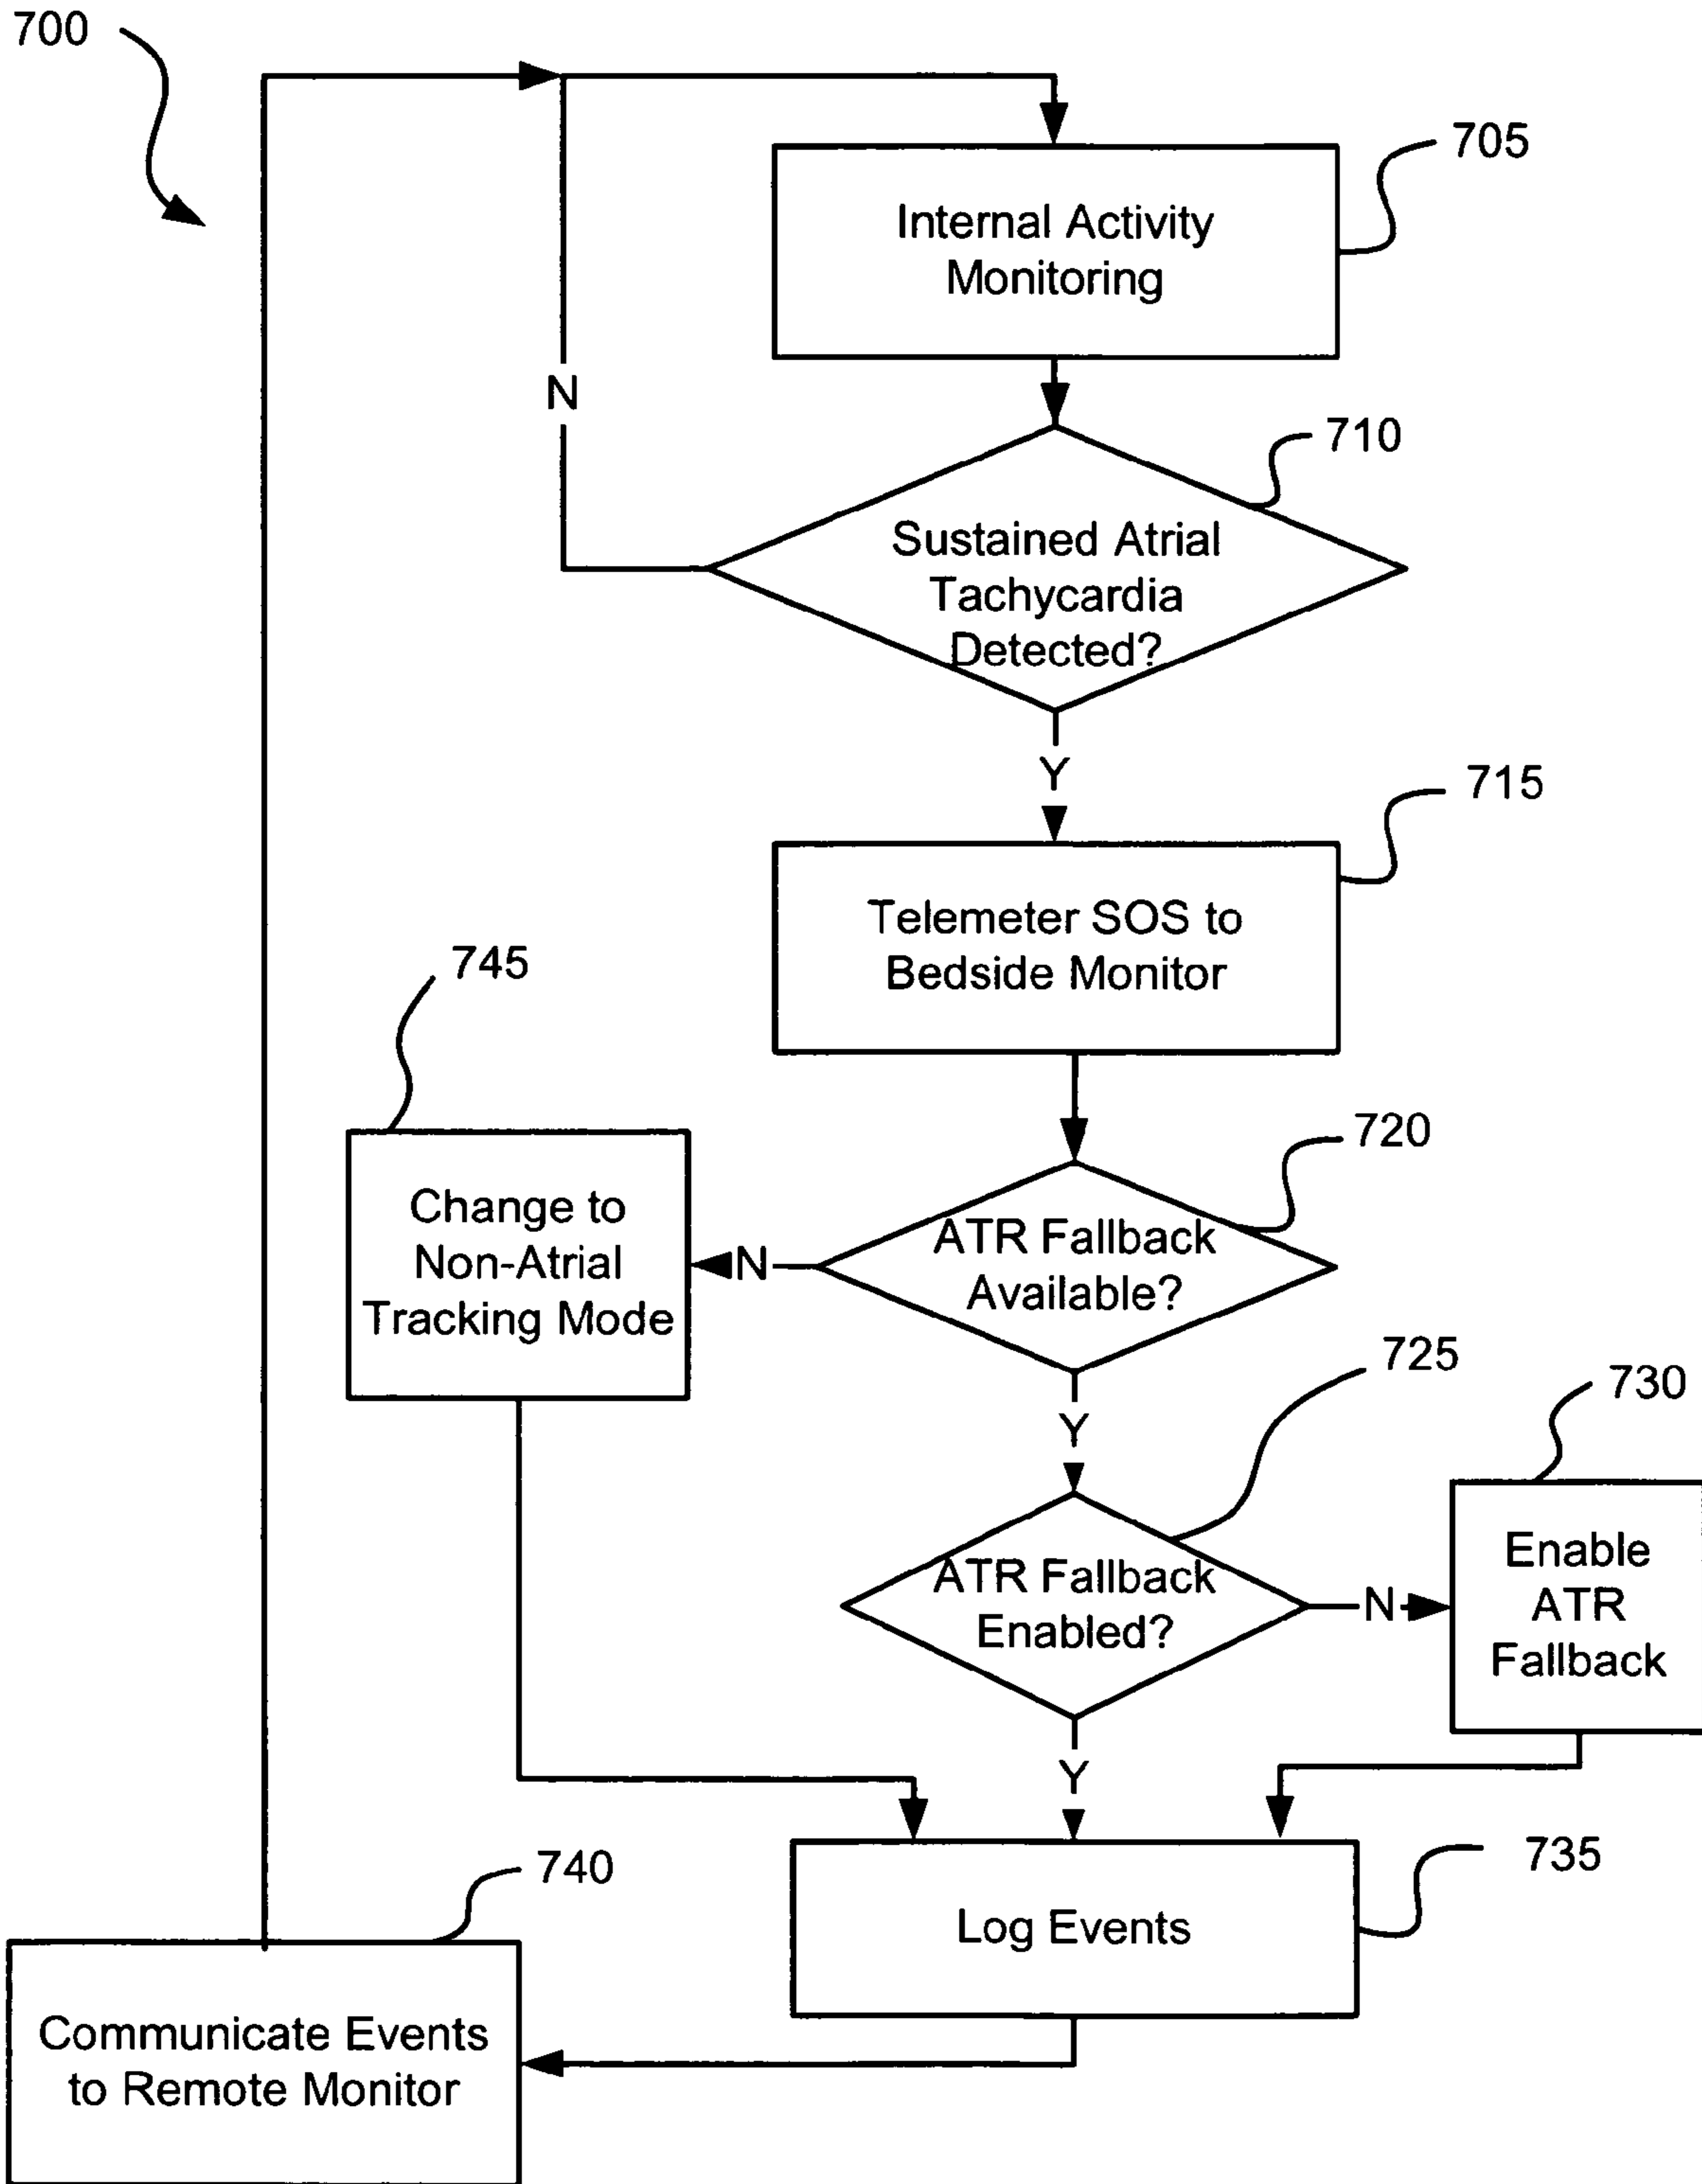 700
705
Internal Activity
Monitoring
N
710
Sustained Atrial
Tachycardia
Detected?
Y
715
Telemeter SOS to
Bedside Monitor
745
720
Change to
Non-Atrial
Tracking Mode
N
ATR Fallback
Available?
725
730
Y
ATR Fallback
Enabled?
N
Enable
ATR
Fallback
Y
740
735
Log Events
Communicate Events
to Remote Monitor